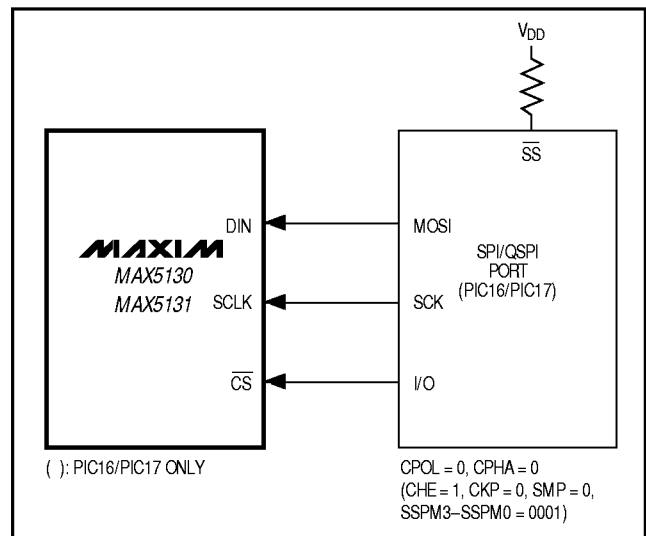 VDD
SS
DIN
MOSI
MAXIM
MAX5130
MAX5131
SPI/QSPI
PORT
(PIC16/PIC17)
SCLK
SCK
CS
I/O
( ): PIC16/PIC17 ONLY
CPOL = 0, CPHA = 0
(CHE = 1, CKP = 0, SMP = 0,
SSPM3–SSPM0 = 0001)